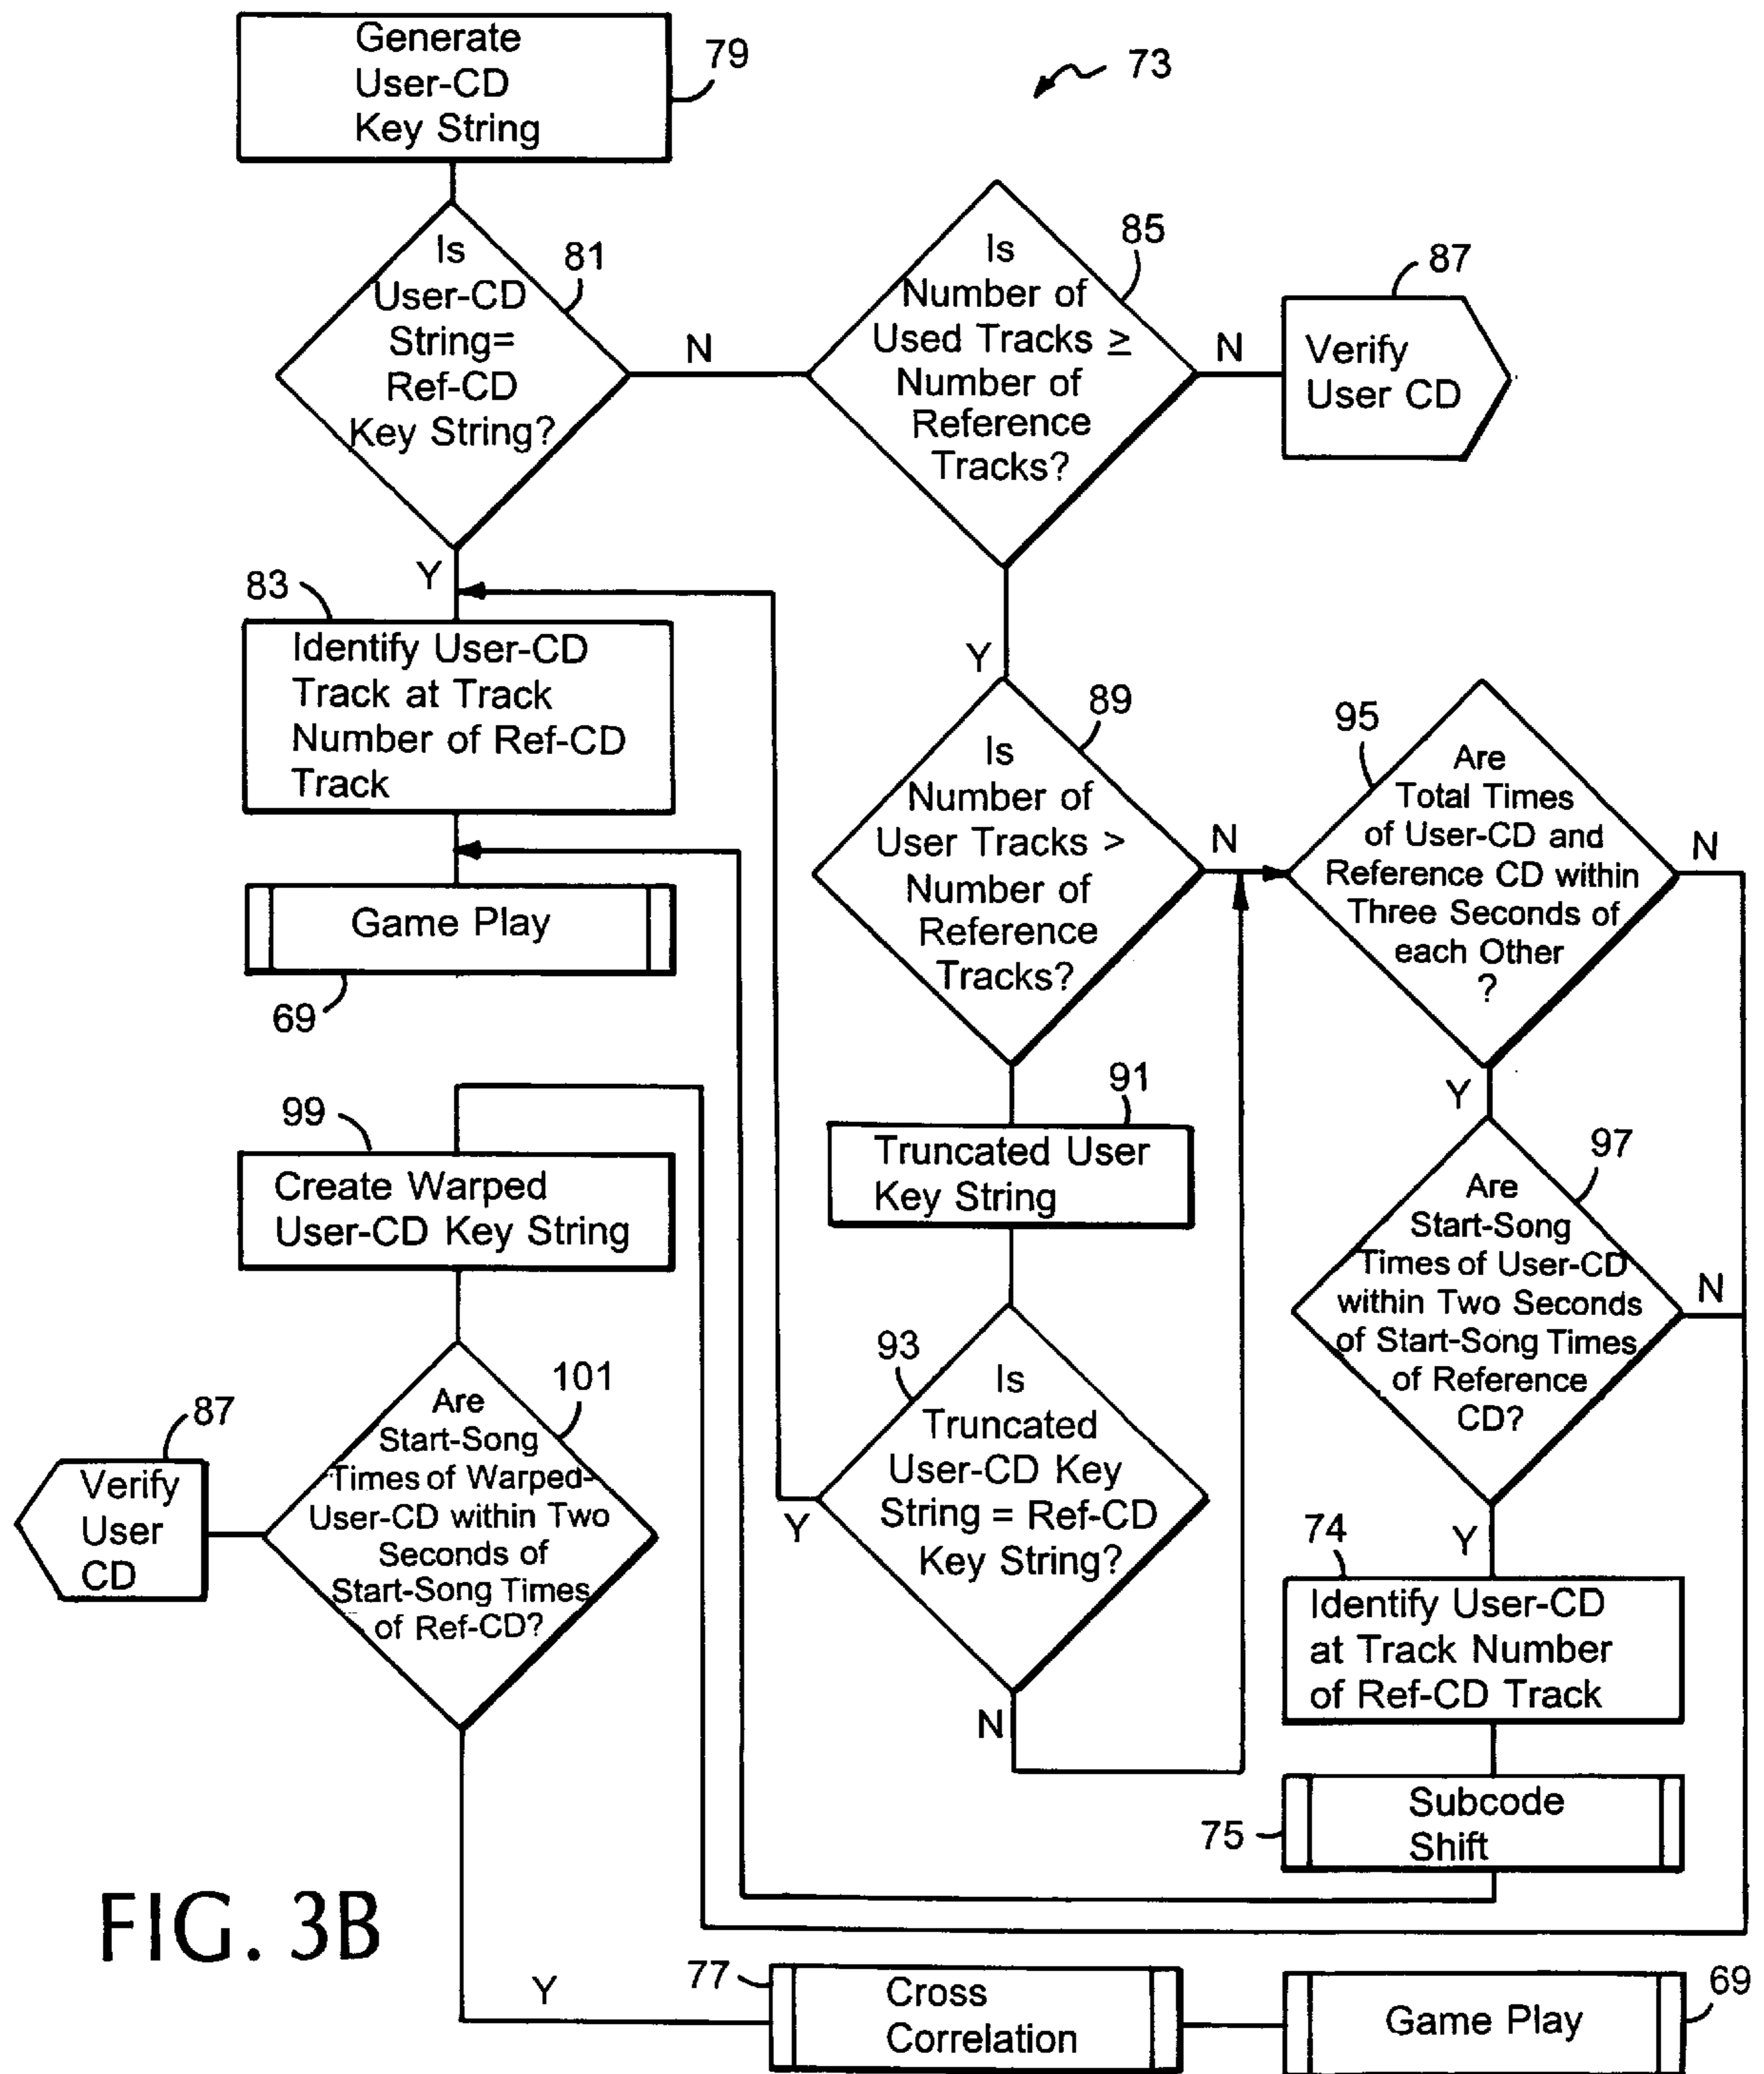 Generate
User-CD
Key String
79
73
Is
User-CD
String=
Ref-CD
Key String?
81
N
Is
Number of
Used Tracks ≥
Number of
Reference
Tracks?
85
N
87
Verify
User CD
Y
83
Identify User-CD
Track at Track
Number of Ref-CD
Track
Game Play
69
Y
Is
Number of
User Tracks >
Number of
Reference
Tracks?
89
N
95
Are
Total Times
of User-CD and
Reference CD within
Three Seconds of
each Other
?
N
Y
91
Truncated User
Key String
99
Create Warped
User-CD Key String
97
Are
Start-Song
Times of User-CD
within Two Seconds
of Start-Song Times
of Reference
CD?
N
93
Is
Truncated
User-CD Key
String = Ref-CD
Key String?
Y
N
101
Are
Start-Song
Times of Warped-
User-CD within Two
Seconds of
Start-Song Times
of Ref-CD?
87
Verify
User
CD
Y
74
Identify User-CD
at Track Number
of Ref-CD Track
75
Subcode
Shift
FIG. 3B
Y
77
Cross
Correlation
Game Play
69